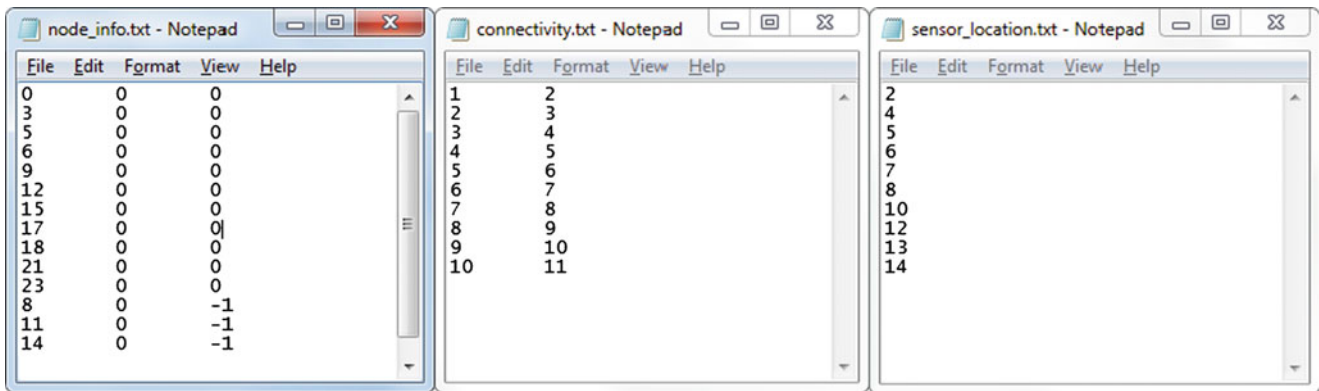 node_info.txt - Notepad
File Edit Format View Help
0 0 0
3 0 0
5 0 0
6 0 0
9 0 0
12 0 0
15 0 0
17 0 0
18 0 0
21 0 0
23 0 0
8 0 -1
11 0 -1
14 0 -1
connectivity.txt - Notepad
File Edit Format View Help
1 2
2 3
3 4
4 5
5 6
6 7
7 8
8 9
9 10
10 11
sensor_location.txt - Notepad
File Edit Format View Help
2
4
5
6
7
8
10
12
13
14